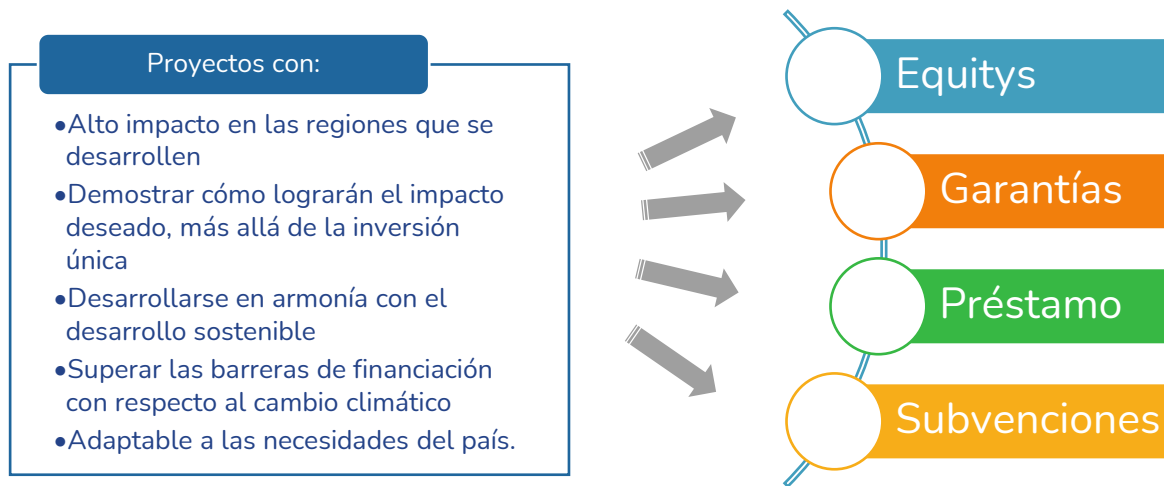 Proyectos con:
•Alto impacto en las regiones que se
desarrollen
•Demostrar cómo lograrán el impacto
deseado, más allá de la inversión
única
•Desarrollarse en armonía con el
desarrollo sostenible
•Superar las barreras de financiación
con respecto al cambio climático
•Adaptable a las necesidades del país.
Equitys
Garantías
Préstamo
Subvenciones